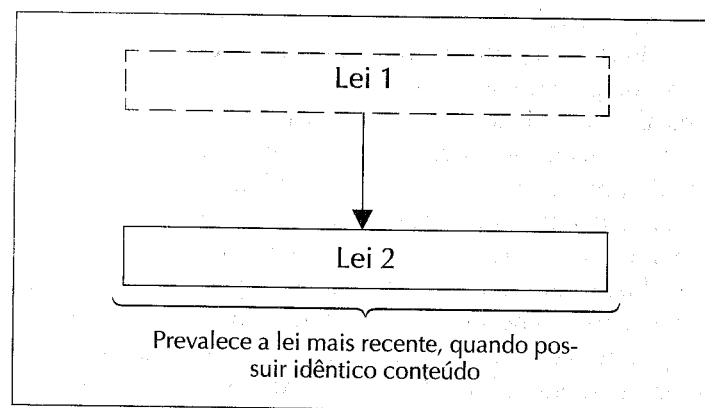 Lei 1
Lei 2
Prevalece a lei mais recente, quando pos-
suir idêntico conteúdo